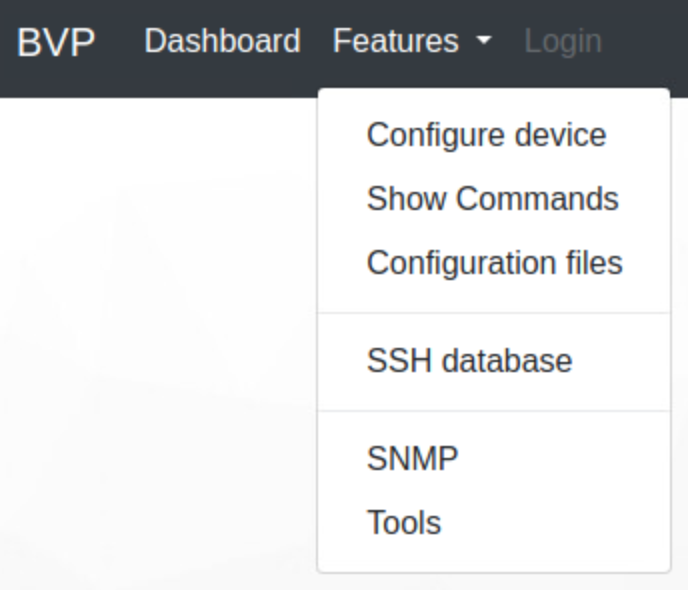 BVP Dashboard Features Login
Configure device
Show Commands
Configuration files
SSH database
SNMP
Tools